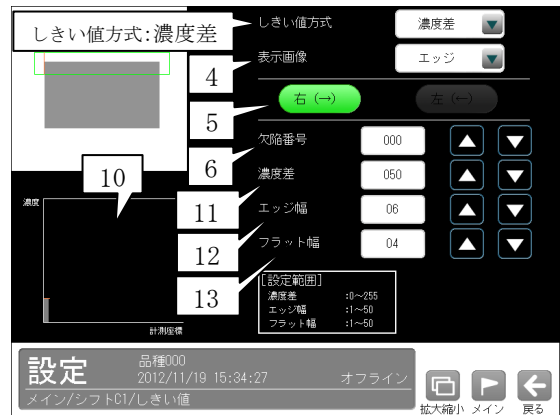 しきい値方式:濃度差
しきい値方式
濃度差
4
表示画像
エッジ
5
右 (→)
左 (←)
6
欠陥番号
000
10
11
濃度差
050
12
エッジ幅
06
13
フラット幅
04
濃度
計測座標
[設定範囲]
濃度差 :0~255
エッジ幅 :1~50
フラット幅 :1~50
設定
品種000
2012/11/19 15:34:27
オフライン
メイン/シフトC1/しきい値
拡大縮小
メイン
戻る